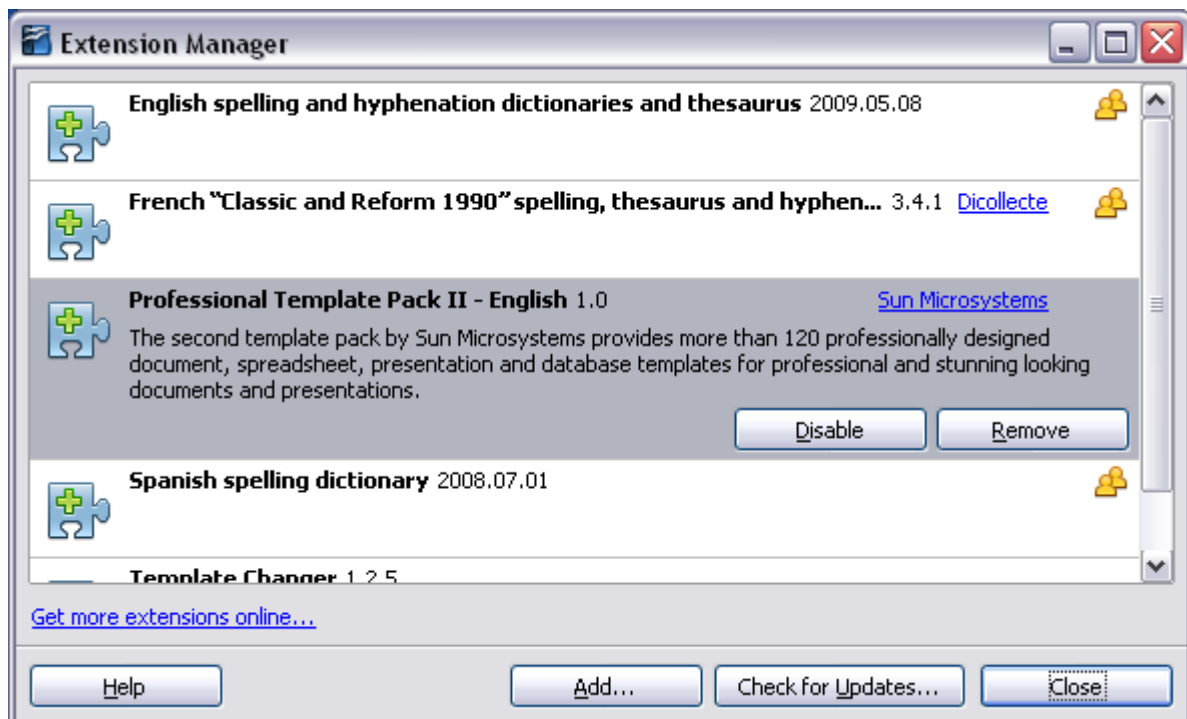 Extension Manager
English spelling and hyphenation dictionaries and thesaurus 2009.05.08
French “Classic and Reform 1990” spelling, thesaurus and hyphen... 3.4.1 Dicollecte
Professional Template Pack II - English 1.0 Sun Microsystems
The second template pack by Sun Microsystems provides more than 120 professionally designed
document, spreadsheet, presentation and database templates for professional and stunning looking
documents and presentations.
Disable Remove
Spanish spelling dictionary 2008.07.01
Template Changer 1.2.5
Get more extensions online...
Help Add... Check for Updates... Close